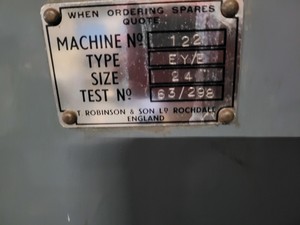 WHEN ORDERING SPARES
QUOTE
MACHINE No 122
TYPE EY/E
SIZE 24
TEST No 63/298
T. ROBINSON & SON LD ROCHDALE
ENGLAND